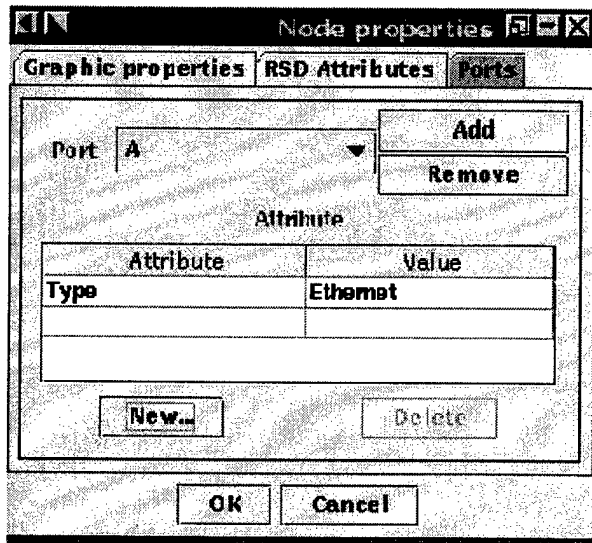 Node properties
Graphic properties RSD Attributes Ports
Port A Add
Remove
Attribute
Attribute Value
Type Ethernet
New... Delete
OK Cancel